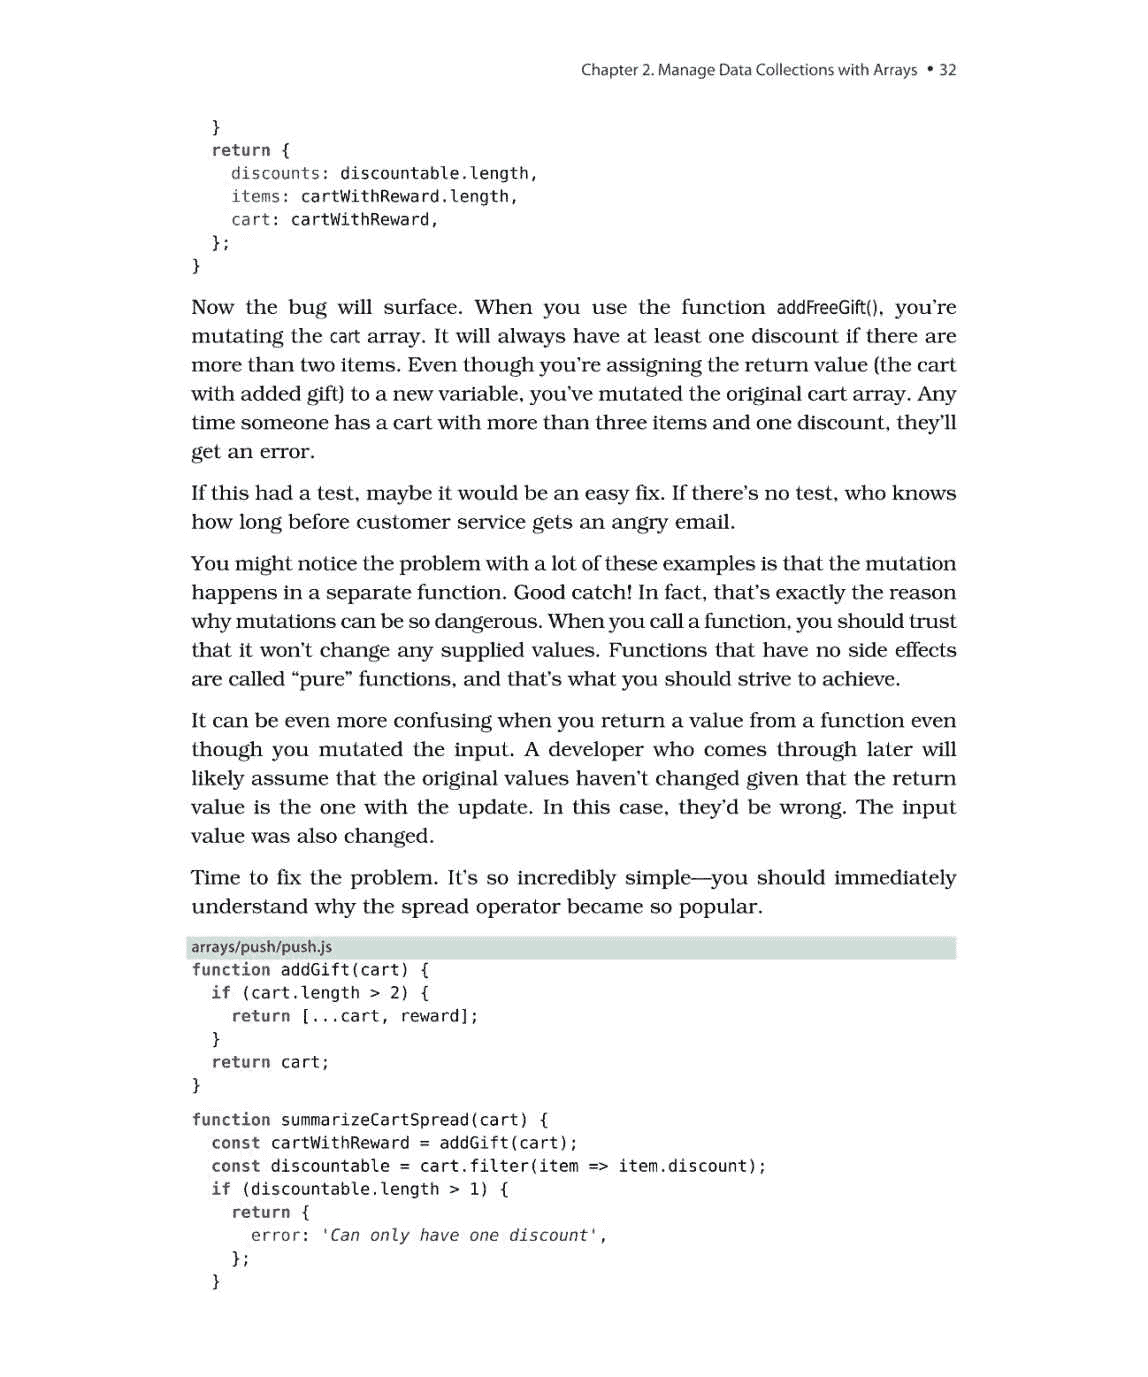 Chapter 2. Manage Data Collections with Arrays • 32
  }
  return {
    discounts: discountable.length,
    items: cartWithReward.length,
    cart: cartWithReward,
  };
}
Now the bug will surface. When you use the function addFreeGift(), you’re
mutating the cart array. It will always have at least one discount if there are
more than two items. Even though you’re assigning the return value (the cart
with added gift) to a new variable, you’ve mutated the original cart array. Any
time someone has a cart with more than three items and one discount, they’ll
get an error.
If this had a test, maybe it would be an easy fix. If there’s no test, who knows
how long before customer service gets an angry email.
You might notice the problem with a lot of these examples is that the mutation
happens in a separate function. Good catch! In fact, that’s exactly the reason
why mutations can be so dangerous. When you call a function, you should trust
that it won’t change any supplied values. Functions that have no side effects
are called “pure” functions, and that’s what you should strive to achieve.
It can be even more confusing when you return a value from a function even
though you mutated the input. A developer who comes through later will
likely assume that the original values haven’t changed given that the return
value is the one with the update. In this case, they’d be wrong. The input
value was also changed.
Time to fix the problem. It’s so incredibly simple—you should immediately
understand why the spread operator became so popular.
arrays/push/push.js
function addGift(cart) {
  if (cart.length > 2) {
    return [...cart, reward];
  }
  return cart;
}
function summarizeCartSpread(cart) {
  const cartWithReward = addGift(cart);
  const discountable = cart.filter(item => item.discount);
  if (discountable.length > 1) {
    return {
      error: 'Can only have one discount',
    };
  }